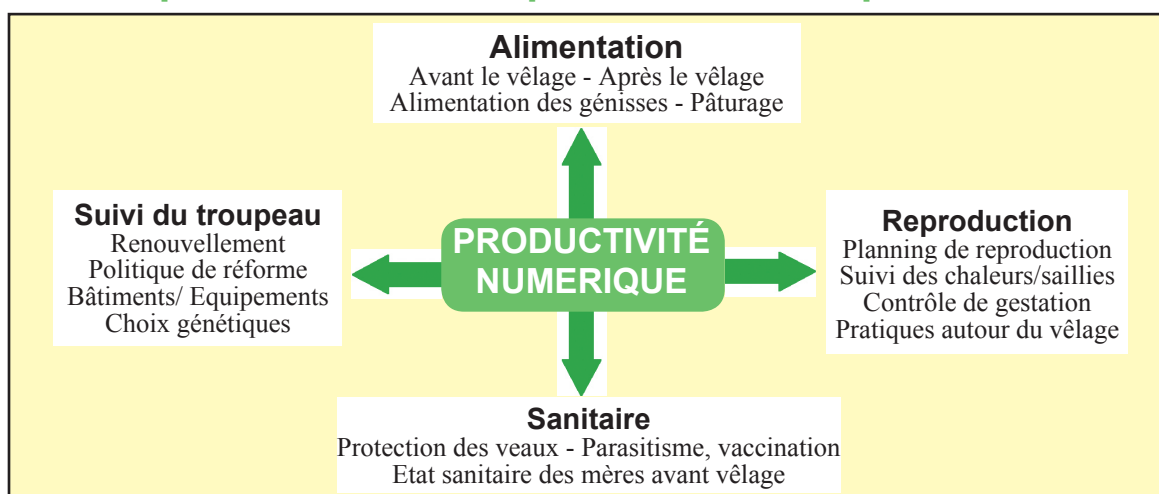 Alimentation
Avant le vêlage - Après le vêlage
Alimentation des génisses - Pâturage
Suivi du troupeau
Renouvellement
Politique de réforme
Bâtiments/ Equipements
Choix génétiques
PRODUCTIVITÉ
NUMERIQUE
Reproduction
Planning de reproduction
Suivi des chaleurs/saillies
Contrôle de gestation
Pratiques autour du vêlage
Sanitaire
Protection des veaux - Parasitisme, vaccination
Etat sanitaire des mères avant vêlage